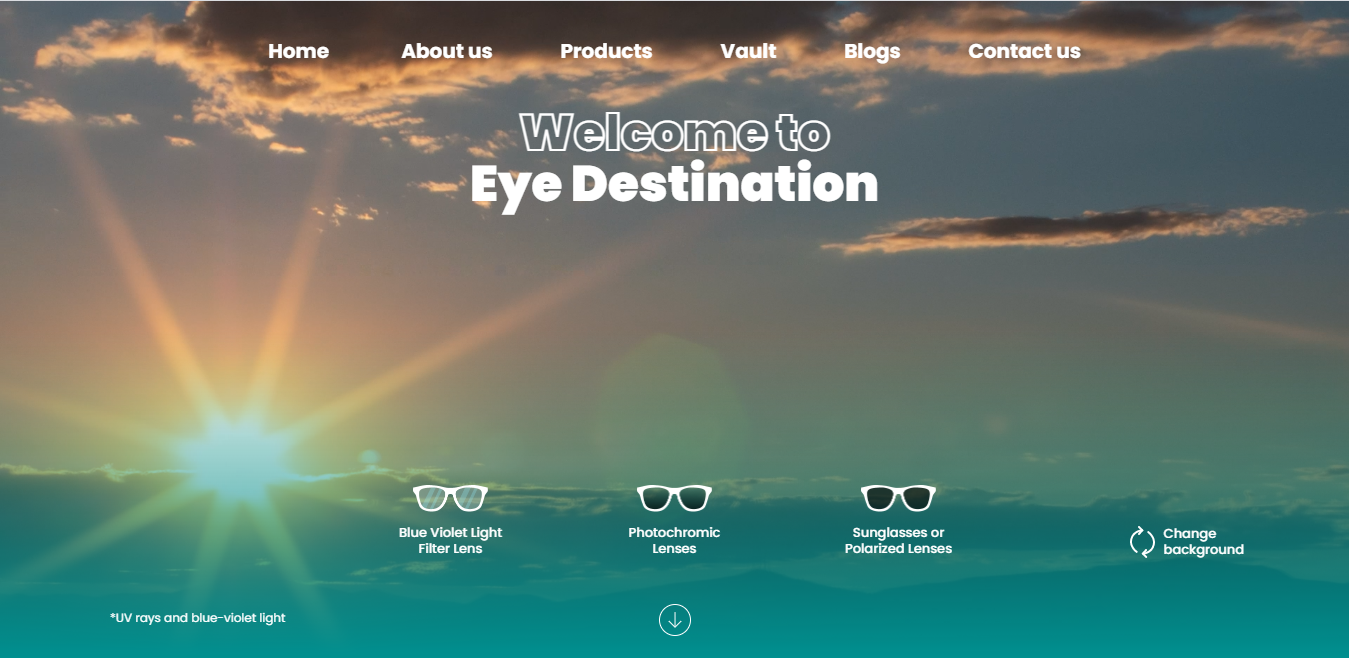 Home About us Products Vault Blogs Contact us
Welcome to
Eye Destination
Blue Violet Light
Filter Lens
Photochromic
Lenses
Sunglasses or
Polarized Lenses
Change
background
*UV rays and blue-violet light